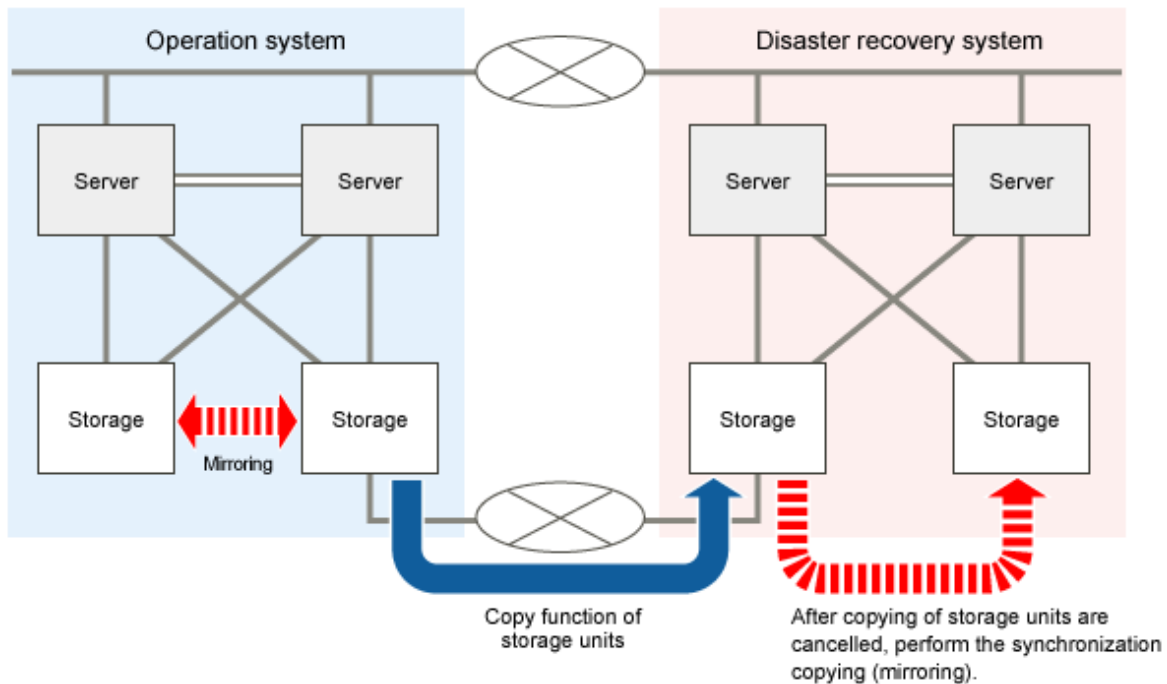 Operation system
Disaster recovery system
Server
Server
Server
Server
Storage
Storage
Storage
Storage
Mirroring
Copy function of
storage units
After copying of storage units are
cancelled, perform the synchronization
copying (mirroring).